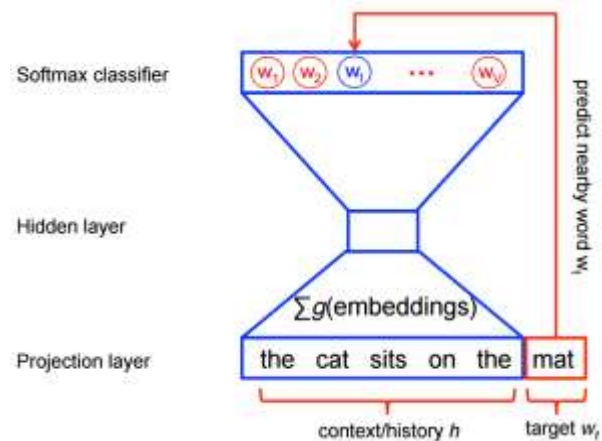 Softmax classifier
w1 w2 wt ... wV
predict nearby word wt
Hidden layer
∑g(embeddings)
Projection layer
the cat sits on the mat
context/history h
target wt